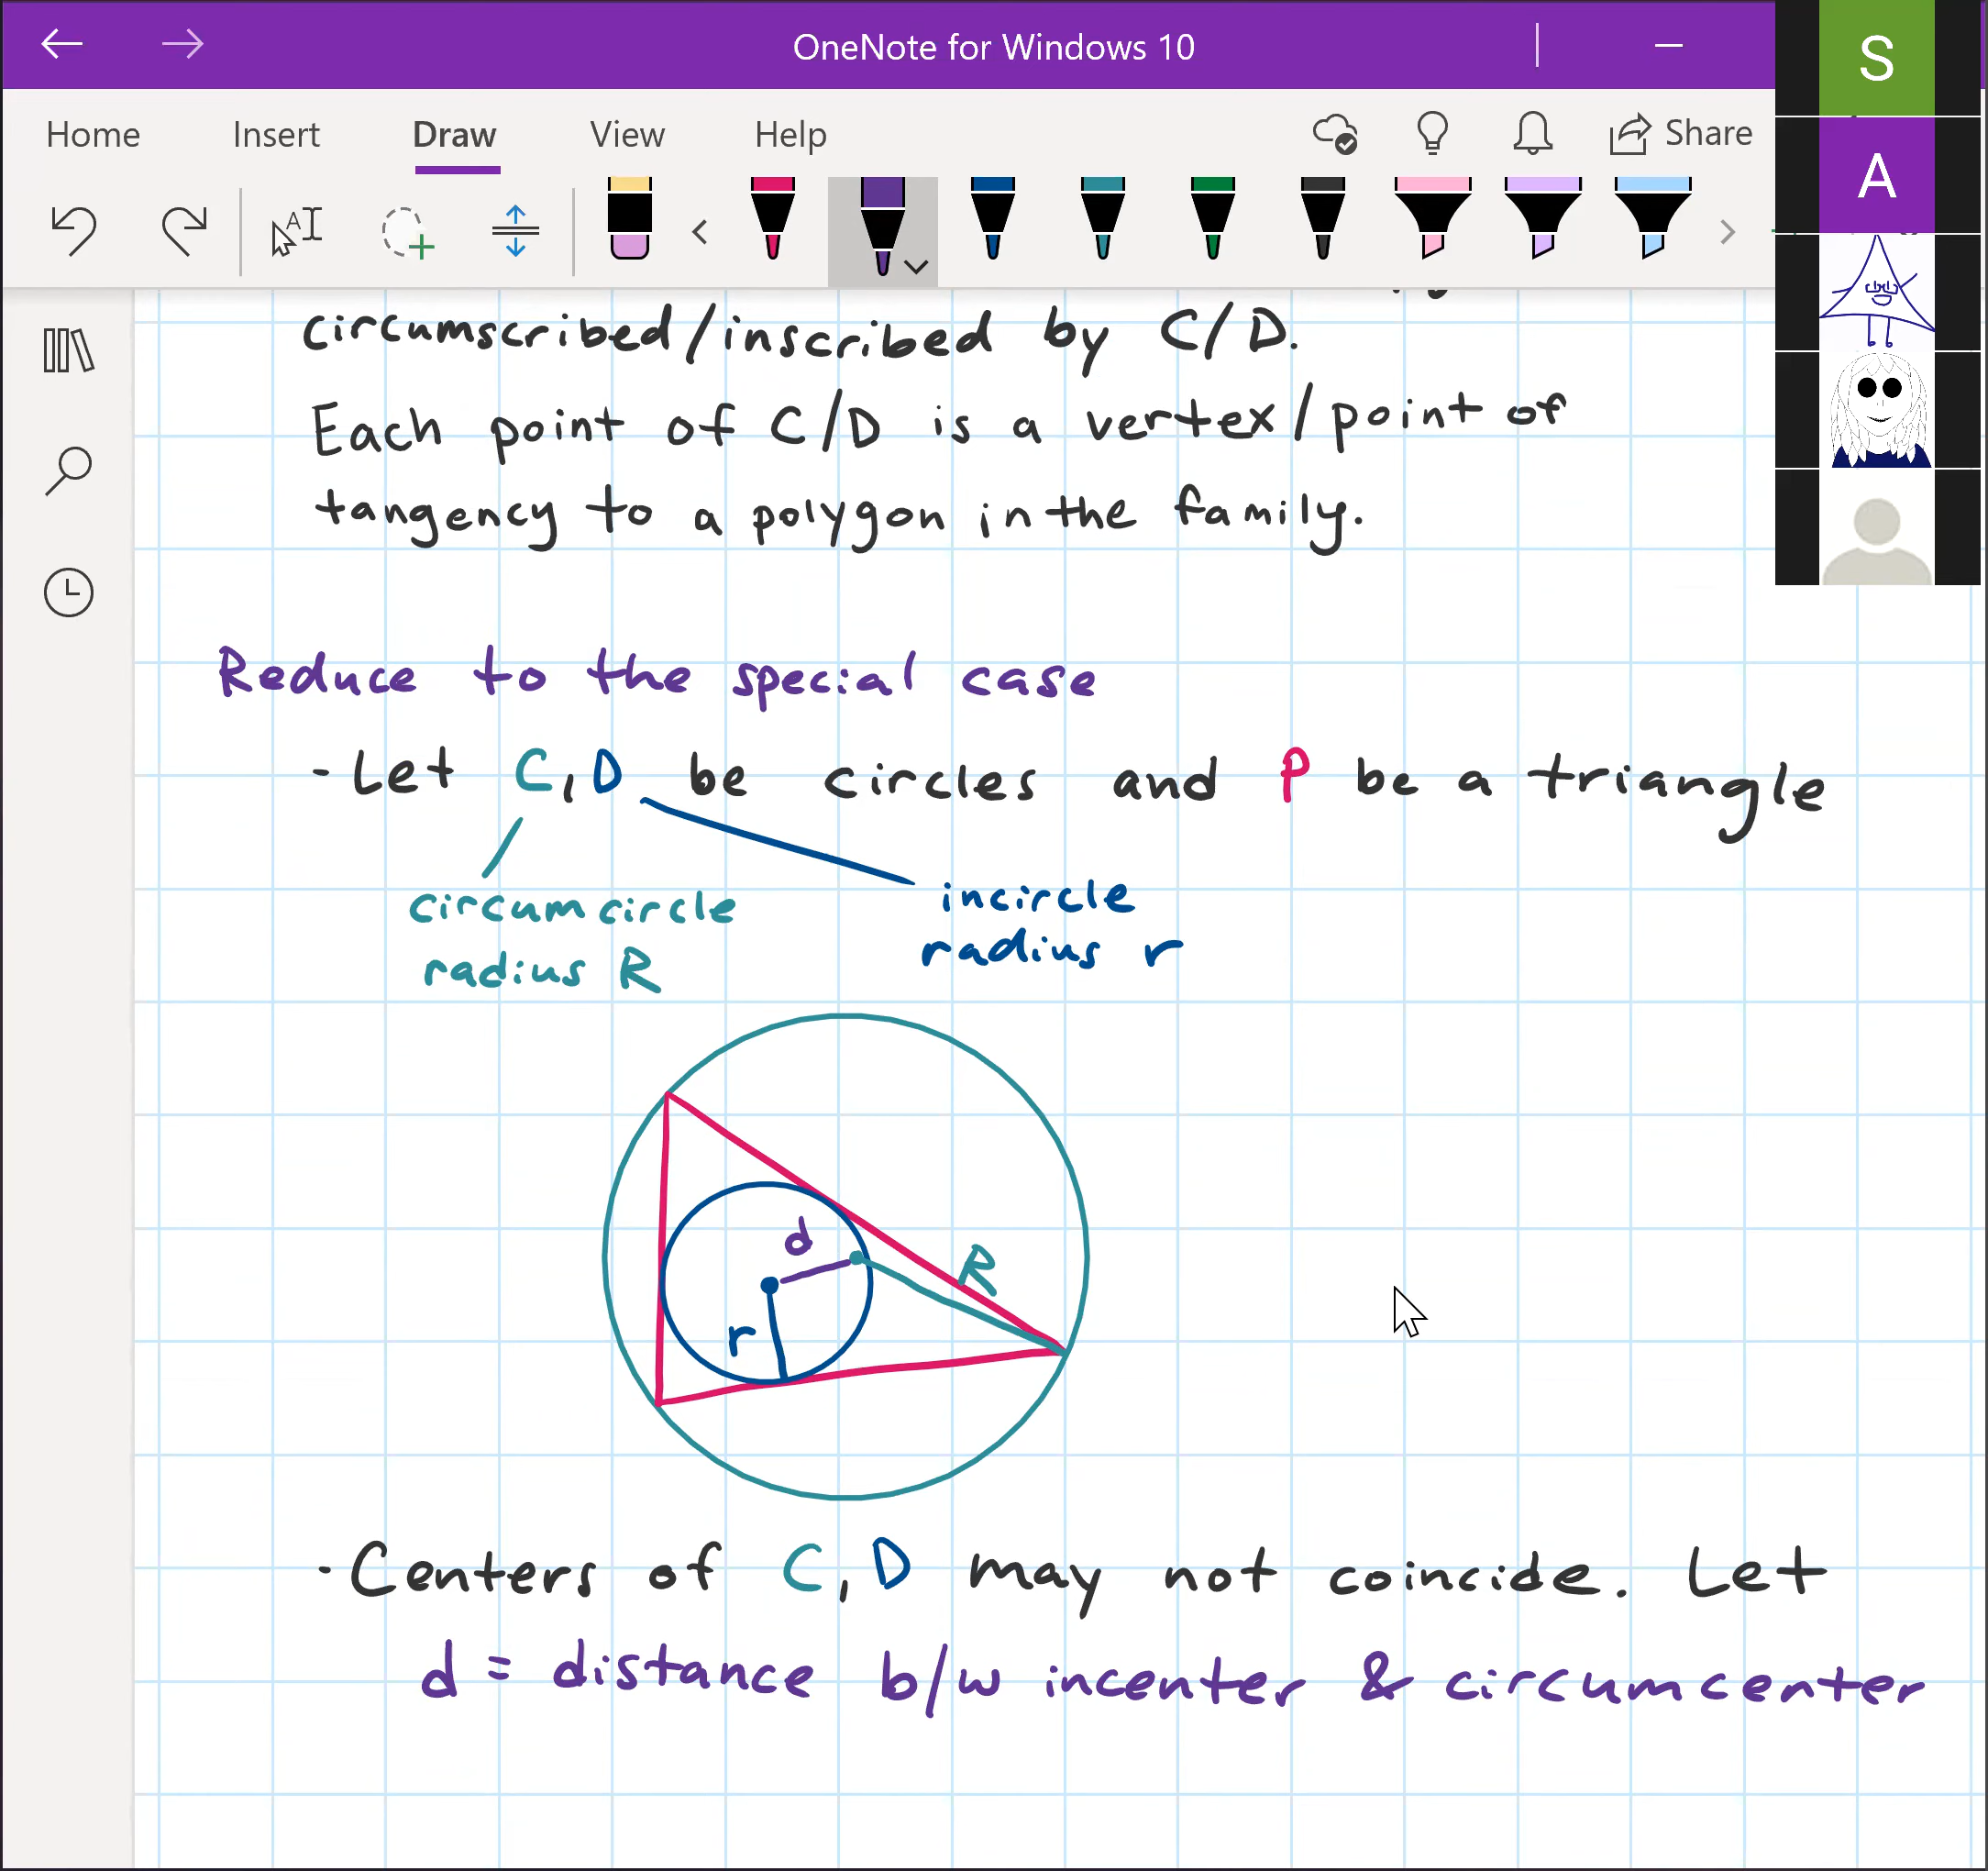 OneNote for Windows 10
S
Home Insert Draw View Help Share
A
circumscribed/inscribed by C/D.
Each point of C/D is a vertex/point of
tangency to a polygon in the family.
Reduce to the special case
- Let C, D be circles and P be a triangle
circumcircle
radius R
incircle
radius r
d
R
r
- Centers of C, D may not coincide. Let
d = distance b/w incenter & circumcenter